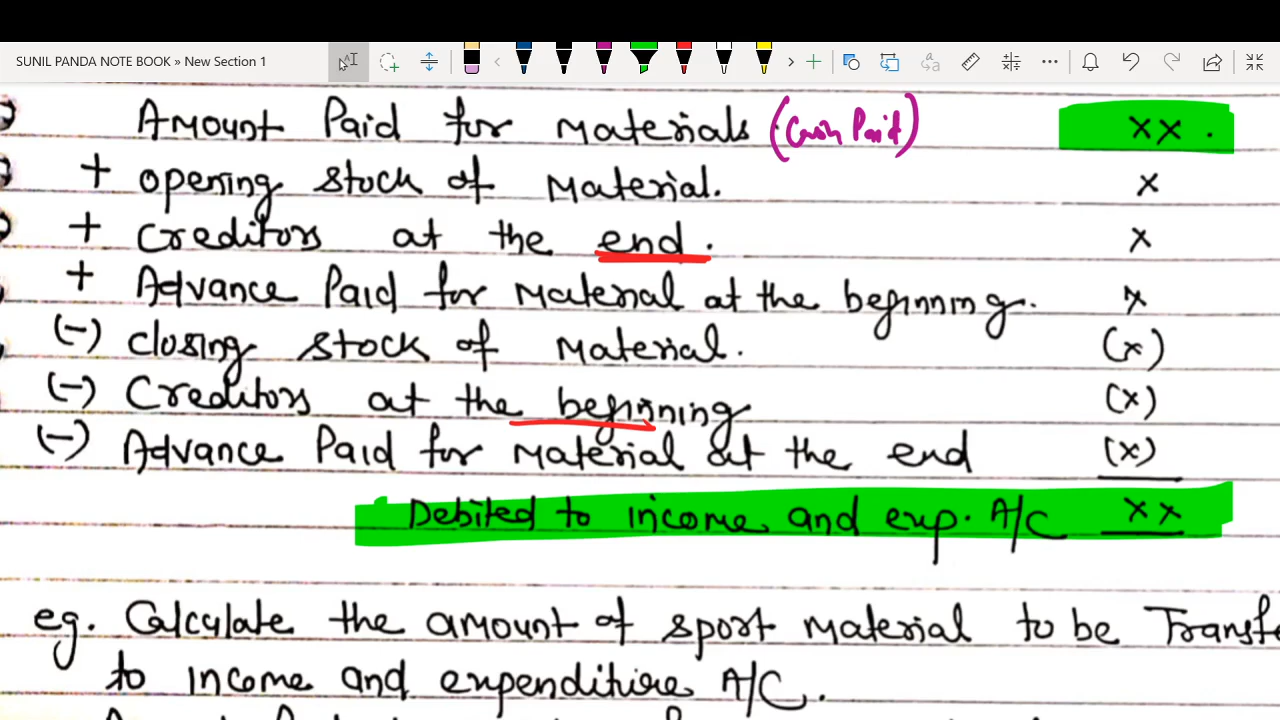 SUNIL PANDA NOTE BOOK » New Section 1
Amount Paid for Materials (Cash Paid) xx.
+ opening stock of Material. x
+ Creditors at the end. x
+ Advance Paid for Material at the beginning. x
(-) closing stock of Material. (x)
(-) Creditors at the beginning (x)
(-) Advance Paid for Material at the end (x)
Debited to income and exp. A/C xx
eg. Calculate the amount of sport material to be Transfe
to income and expenditure A/C.